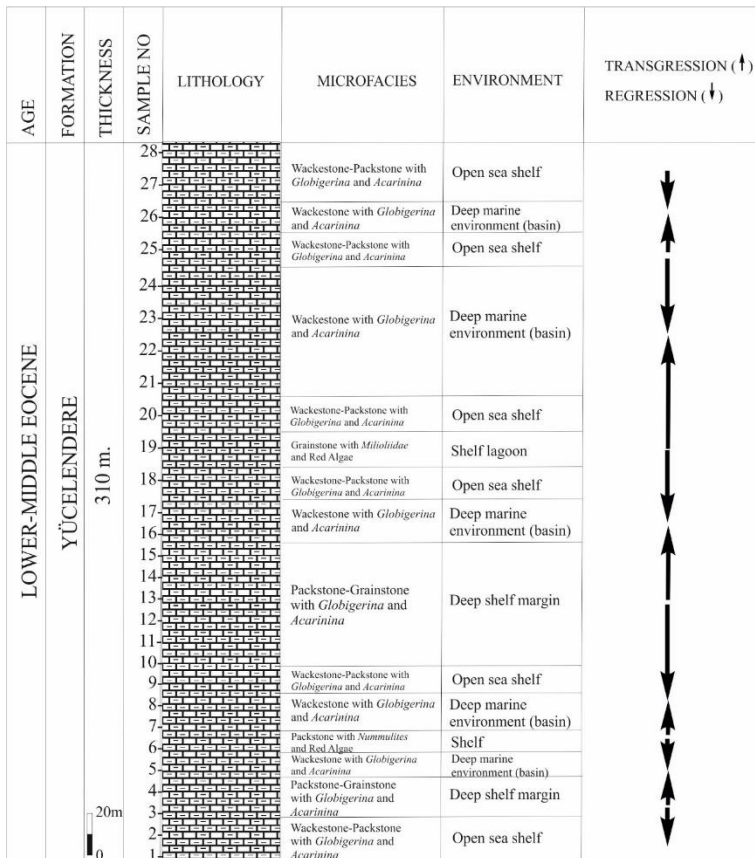 AGE
FORMATION
THICKNESS
SAMPLE NO
LITHOLOGY
MICROFACIES
ENVIRONMENT
TRANSGRESSION (↑)
REGRESSION (↓)
LOWER-MIDDLE EOCENE
YÜCELENDERE
310 m.
28
27
26
25
24
23
22
21
20
19
18
17
16
15
14
13
12
11
10
9
8
7
6
5
4
3
2
1
20m
0
Wackestone-Packstone with
Globigerina and Acarinina
Open sea shelf
Wackestone with Globigerina
and Acarinina
Deep marine
environment (basin)
Wackestone-Packstone with
Globigerina and Acarinina
Open sea shelf
Wackestone with Globigerina
and Acarinina
Deep marine
environment (basin)
Wackestone-Packstone with
Globigerina and Acarinina
Open sea shelf
Grainstone with Milioliidae
and Red Algae
Shelf lagoon
Wackestone-Packstone with
Globigerina and Acarinina
Open sea shelf
Wackestone with Globigerina
and Acarinina
Deep marine
environment (basin)
Packstone-Grainstone
with Globigerina and
Acarinina
Deep shelf margin
Wackestone-Packstone with
Globigerina and Acarinina
Open sea shelf
Wackestone with Globigerina
and Acarinina
Deep marine
environment (basin)
Packstone with Nummulites
and Red Algae
Shelf
Wackestone with Globigerina
and Acarinina
Deep marine
environment (basin)
Packstone-Grainstone
with Globigerina and
Acarinina
Deep shelf margin
Wackestone-Packstone
with Globigerina and
Acarinina
Open sea shelf